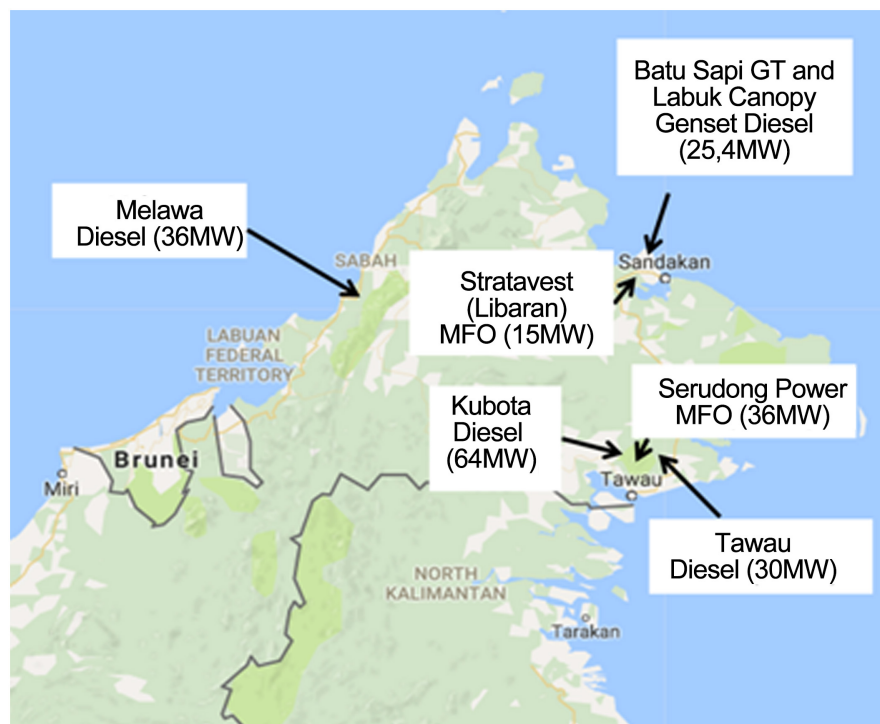 Batu Sapi GT and
Labuk Canopy
Genset Diesel
(25,4MW)
Melawa
Diesel (36MW)
SABAH
Sandakan
Stratavest
(Libaran)
MFO (15MW)
LABUAN
FEDERAL
TERRITORY
Serudong Power
MFO (36MW)
Kubota
Diesel
(64MW)
Brunei
Miri
Tawau
Tawau
Diesel (30MW)
NORTH
KALIMANTAN
Tarakan